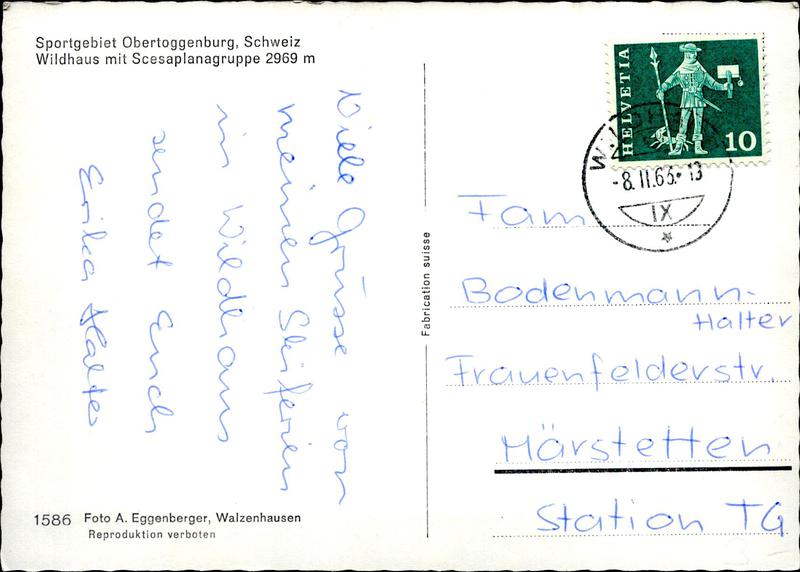 Sportgebiet Obertoggenburg, Schweiz
Wildhaus mit Scesaplanagruppe 2969 m
Viele Grüsse von
meinen Skiferien
in Wildhaus
sendet Euch
Erika Halter
1586 Foto A. Eggenberger, Walzenhausen
Reproduktion verboten
Fabrication suisse
HELVETIA
10
-8.II.66.-13
IX
Fam
Bodenmann-
Halter
Frauenfelderstr.
Märstetten
Station TG